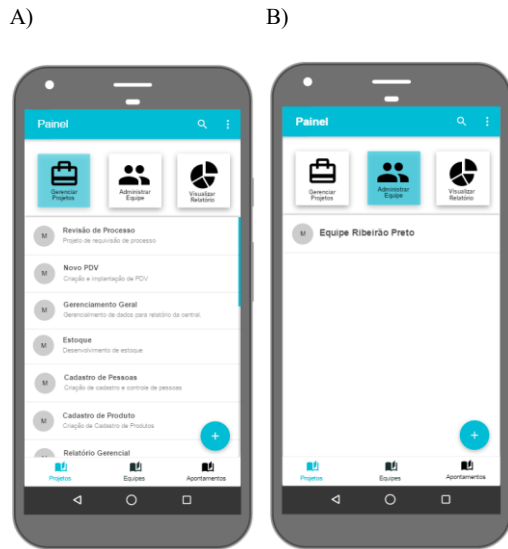 A)
B)
Painel
Gerenciar
Projetos
Administrar
Equipe
Visualizar
Relatório
M
Revisão de Processo
Projeto de requivisão de processo
M
Novo PDV
Criação e implantação de PDV
M
Gerenciamento Geral
Gerencialmento de dados para relatório da central.
M
Estoque
Desenvolvimento de estoque
M
Cadastro de Pessoas
Criação de cadastro e controle de pessoas
M
Cadastro de Produto
Criação de Cadastro de Produtos
M
Relatório Gerencial
+
Projetos
Equipes
Apontamentos
Painel
Gerenciar
Projetos
Administrar
Equipe
Visualizar
Relatório
M
Equipe Ribeirão Preto
+
Projetos
Equipes
Apontamentos